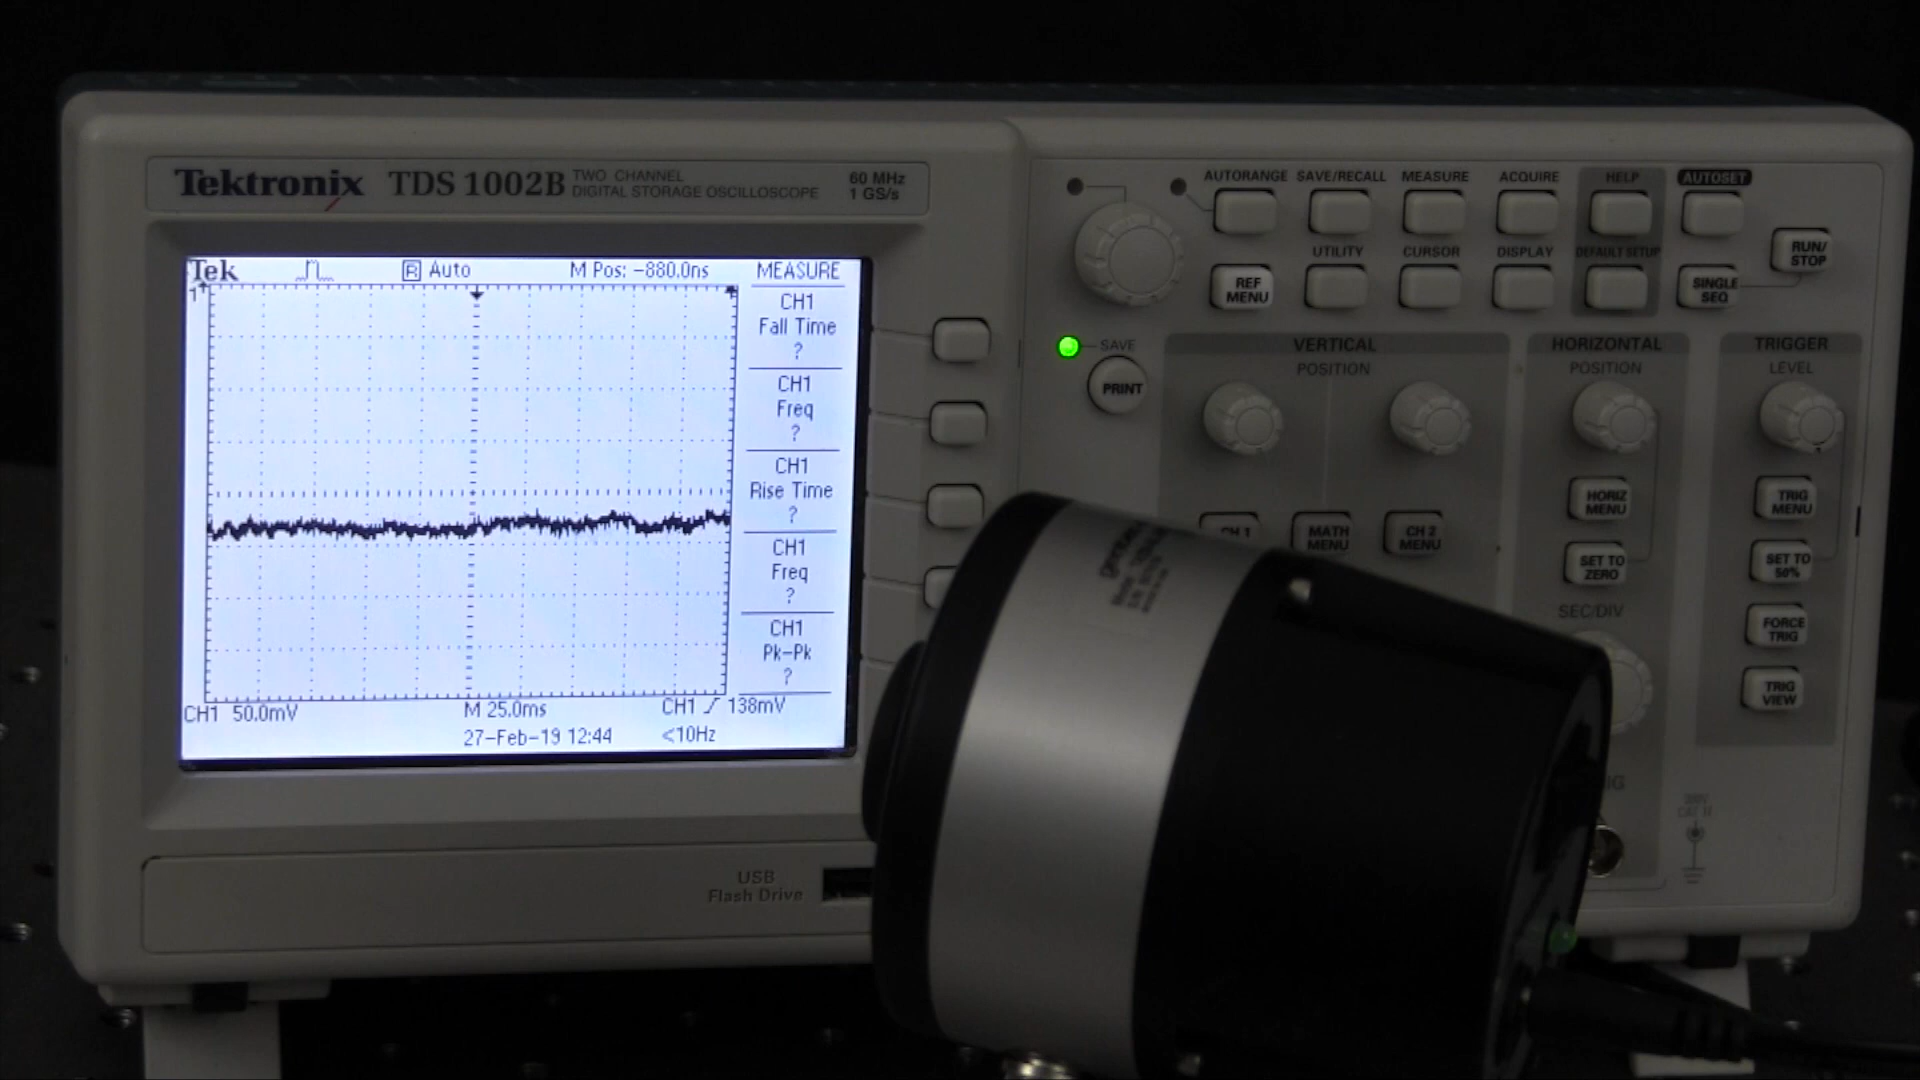 Tektronix TDS 1002B TWO CHANNEL DIGITAL STORAGE OSCILLOSCOPE 60 MHz 1 GS/s
Tek R Auto M Pos: -880.0ns MEASURE
1
CH1
Fall Time
?
CH1
Freq
?
CH1
Rise Time
?
CH1
Freq
?
CH1
Pk-Pk
?
CH1 50.0mV M 25.0ms CH1 138mV
27-Feb-19 12:44 <10Hz
USB
Flash Drive
AUTORANGE SAVE/RECALL MEASURE ACQUIRE HELP AUTOSET
UTILITY CURSOR DISPLAY DEFAULT SETUP
RUN/
STOP
REF
MENU
SINGLE
SEQ
SAVE
PRINT
VERTICAL
POSITION
HORIZONTAL
POSITION
TRIGGER
LEVEL
CH 1
MATH
MENU
CH 2
MENU
HORIZ
MENU
SET TO
ZERO
SEC/DIV
TRIG
MENU
SET TO
50%
FORCE
TRIG
TRIG
VIEW